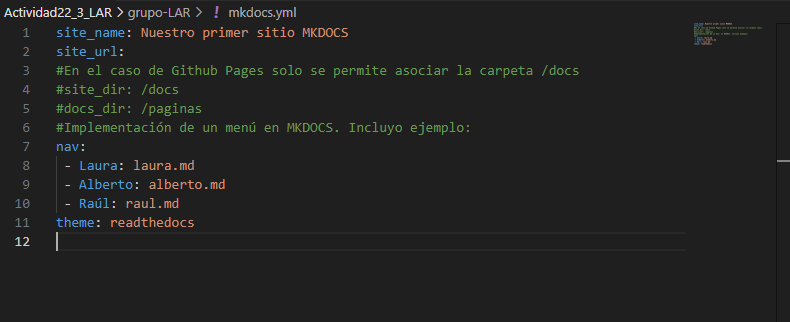 Actividad22_3_LAR > grupo-LAR > ! mkdocs.yml
1 site_name: Nuestro primer sitio MKDOCS
2 site_url:
3 #En el caso de Github Pages solo se permite asociar la carpeta /docs
4 #site_dir: /docs
5 #docs_dir: /paginas
6 #Implementación de un menú en MKDOCS. Incluyo ejemplo:
7 nav:
8 - Laura: laura.md
9 - Alberto: alberto.md
10 - Raúl: raul.md
11 theme: readthedocs
12